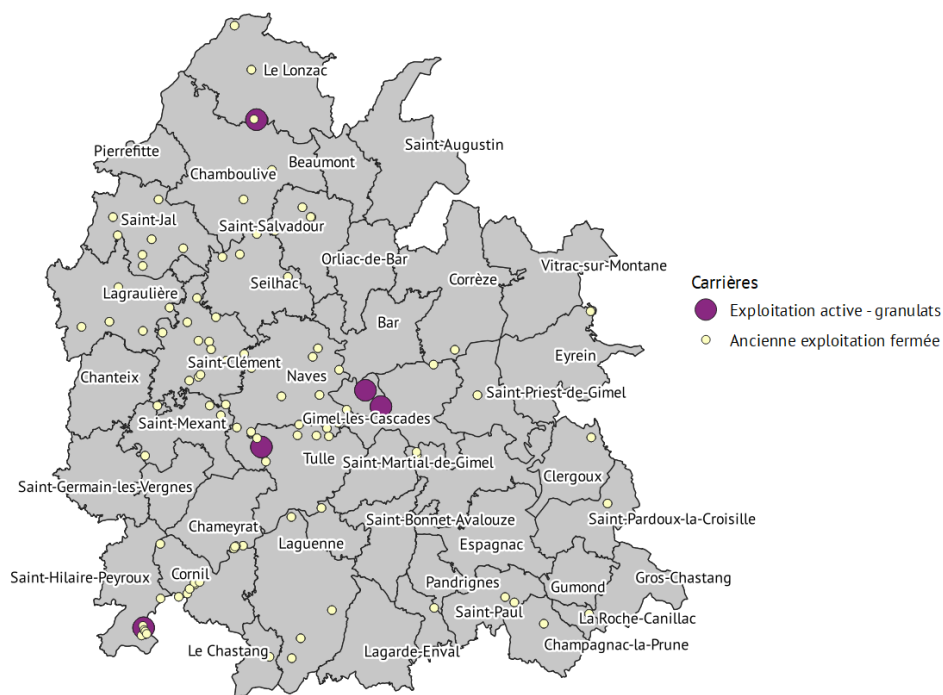 Le Lonzac
Saint-Augustin
Pierrefitte
Beaumont
Chamboulive
Saint-Jal
Saint-Salvadour
Orliac-de-Bar
Vitrac-sur-Montane
Corrèze
Seilhac
Carrières
Lagraulière
Exploitation active - granulats
Bar
Ancienne exploitation fermée
Eyrein
Saint-Clément
Chanteix
Naves
Saint-Priest-de-Gimel
Gimel-les-Cascades
Saint-Mexant
Tulle
Saint-Martial-de-Gimel
Clergoux
Saint-Germain-les-Vergnes
Saint-Bonnet-Avalouze
Saint-Pardoux-la-Croisille
Chameyrat
Laguenne
Espagnac
Saint-Hilaire-Peyroux
Cornil
Gros-Chastang
Pandrignes
Gumond
Saint-Paul
La Roche-Canillac
Champagnac-la-Prune
Le Chastang
Lagarde-Enval